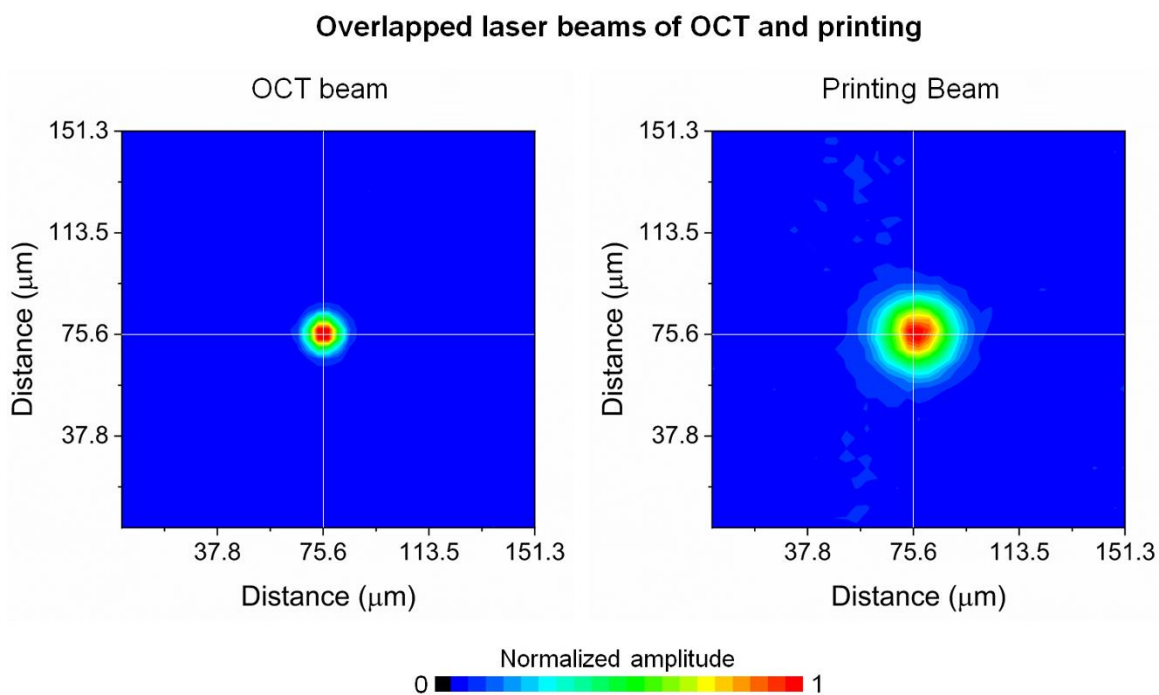 Overlapped laser beams of OCT and printing
OCT beam
Printing Beam
151.3
113.5
75.6
37.8
Distance (μm)
37.8 75.6 113.5 151.3
Distance (μm)
151.3
113.5
75.6
37.8
Distance (μm)
37.8 75.6 113.5 151.3
Distance (μm)
Normalized amplitude
0 1